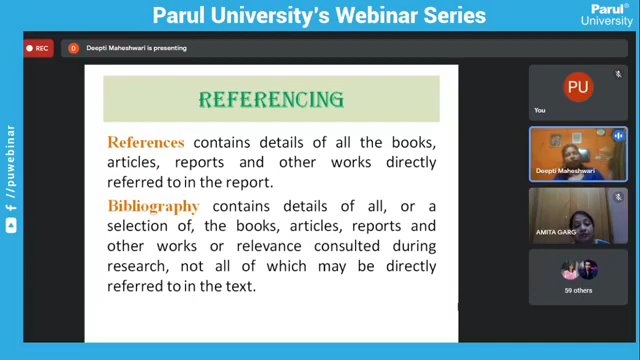 Parul University's Webinar Series
Parul®
University
REC
D
Deepti Maheshwari is presenting
REFERENCING
References contains details of all the books,
articles, reports and other works directly
referred to in the report.
Bibliography contains details of all, or a
selection of, the books, articles, reports and
other works or relevance consulted during
research, not all of which may be directly
referred to in the text.
PU
You
Deepti Maheshwari
AMITA GARG
59 others
/puwebinar